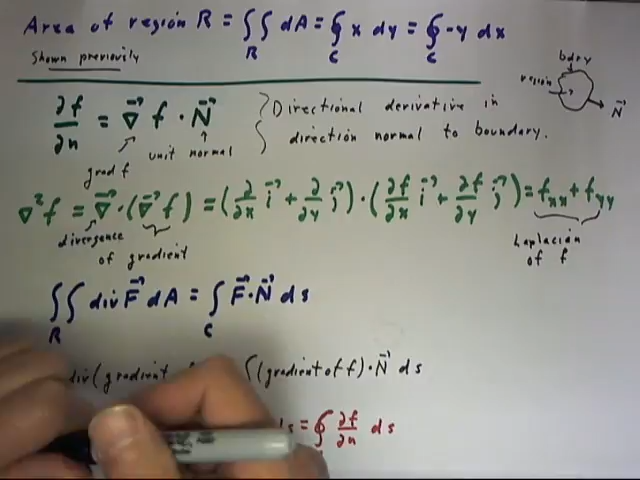 Area of region R = ∫∫_R dA = ∮_C x dy = ∮_C -y dx
Shown previously
bdry
region
N⃗
∂f/∂n = ∇⃗ f · N⃗
Directional derivative in
direction normal to boundary.
grad f
unit normal
∇²f = ∇⃗ · (∇⃗ f) = (∂/∂x i⃗ + ∂/∂y j⃗) · (∂f/∂x i⃗ + ∂f/∂y j⃗) = f_xx + f_yy
divergence
of gradient
Laplacian
of f
∫∫_R div F⃗ dA = ∫_C F⃗ · N⃗ ds
(gradient ∫(gradient of f) · N⃗ ds
ds = ∮ ∂f/∂n ds